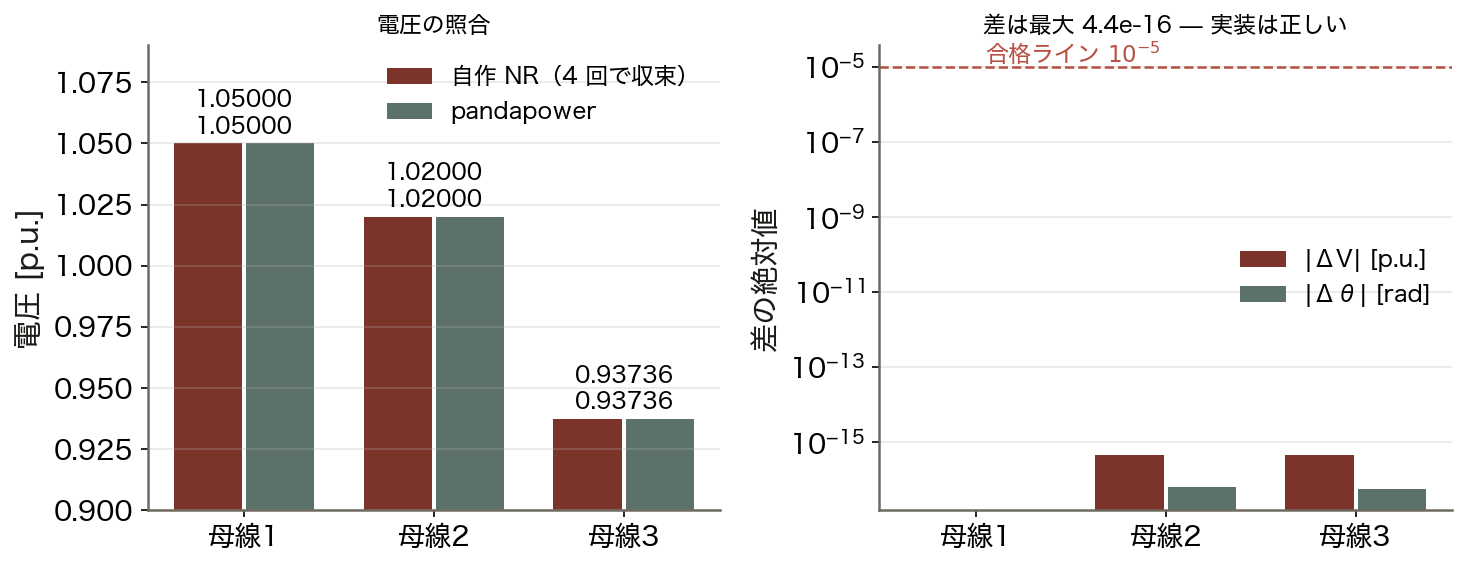 電圧の照合
電圧 [p.u.]
1.075
1.050
1.025
1.000
0.975
0.950
0.925
0.900
自作 NR（4 回で収束）
pandapower
1.05000
1.05000
1.02000
1.02000
0.93736
0.93736
母線1
母線2
母線3
差は最大 4.4e-16 — 実装は正しい
合格ライン 10⁻⁵
差の絶対値
10⁻⁵
10⁻⁷
10⁻⁹
10⁻¹¹
10⁻¹³
10⁻¹⁵
|ΔV| [p.u.]
|Δθ| [rad]
母線1
母線2
母線3